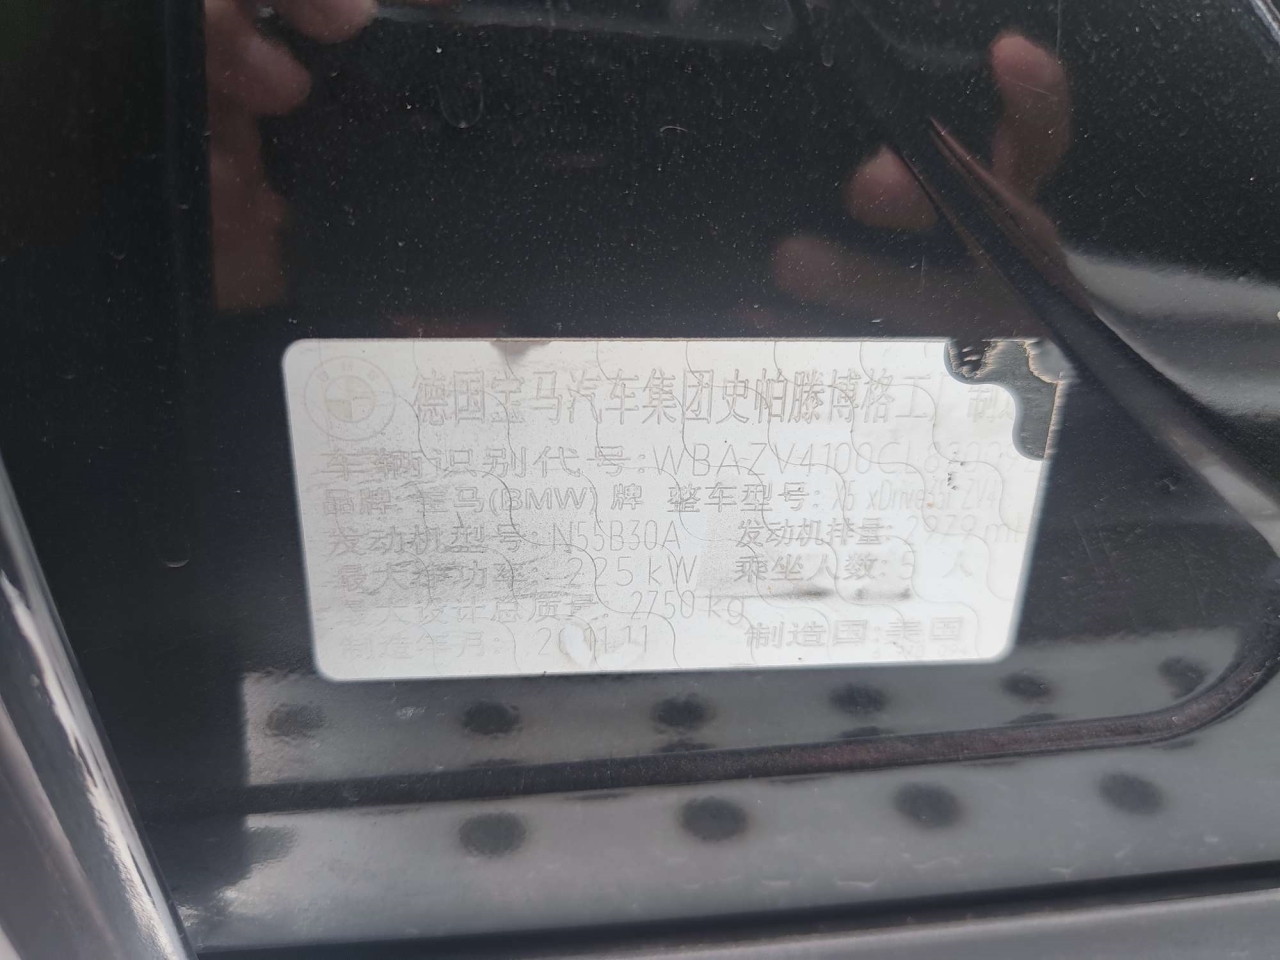 德国宝马汽车集团史帕滕博格工厂 制
车辆识别代号:
品牌: 宝马(BMW) 牌 整车型号: X6 xDrive35i ZV4
发动机型号: N55B30A 发动机排量: 2979 ml
最大净功率: 225 kW 乘坐人数: 5 人
最大设计总质量: 2750 kg
制造年月: 2011.11 制造国:美国